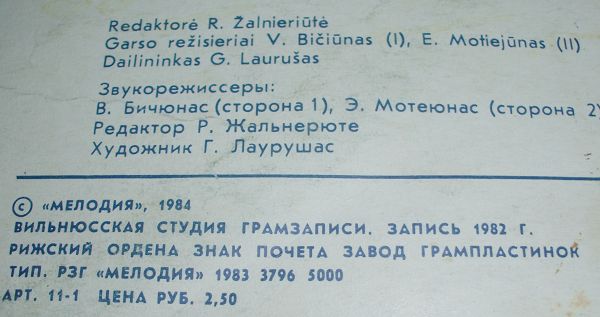 Redaktorė R. Žalnieriūtė
Garso režisieriai V. Bičiūnas (I), E. Motiejūnas (II)
Dailininkas G. Laurušas
Звукорежиссеры:
В. Бичюнас (сторона 1), Э. Мотеюнас (сторона 2)
Редактор Р. Жальнерюте
Художник Г. Лаурушас
© «МЕЛОДИЯ», 1984
ВИЛЬНЮССКАЯ СТУДИЯ ГРАМЗАПИСИ. ЗАПИСЬ 1982 Г.
РИЖСКИЙ ОРДЕНА ЗНАК ПОЧЕТА ЗАВОД ГРАМПЛАСТИНОК
ТИП. РЗГ «МЕЛОДИЯ» 1983 3796 5000
АРТ. 11-1 ЦЕНА РУБ. 2,50